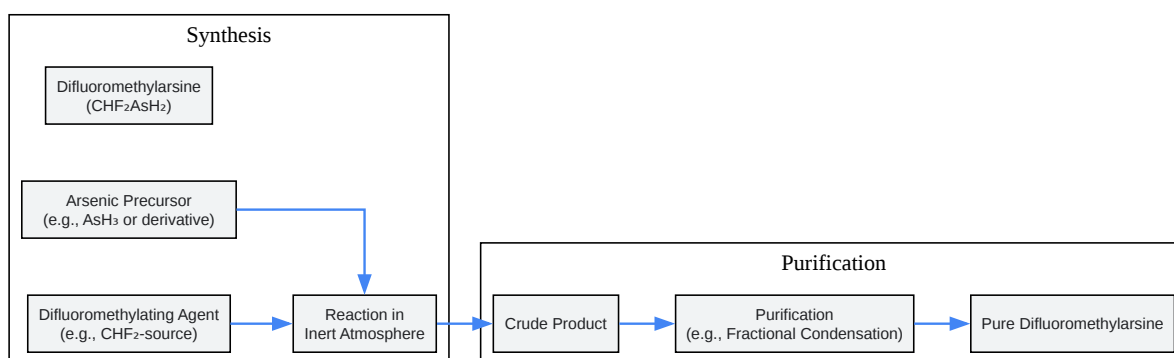 Synthesis
Difluoromethylarsine
(CHF₂AsH₂)
Arsenic Precursor
(e.g., AsH₃ or derivative)
Difluoromethylating Agent
(e.g., CHF₂-source)
Reaction in
Inert Atmosphere
Purification
Crude Product
Purification
(e.g., Fractional Condensation)
Pure Difluoromethylarsine